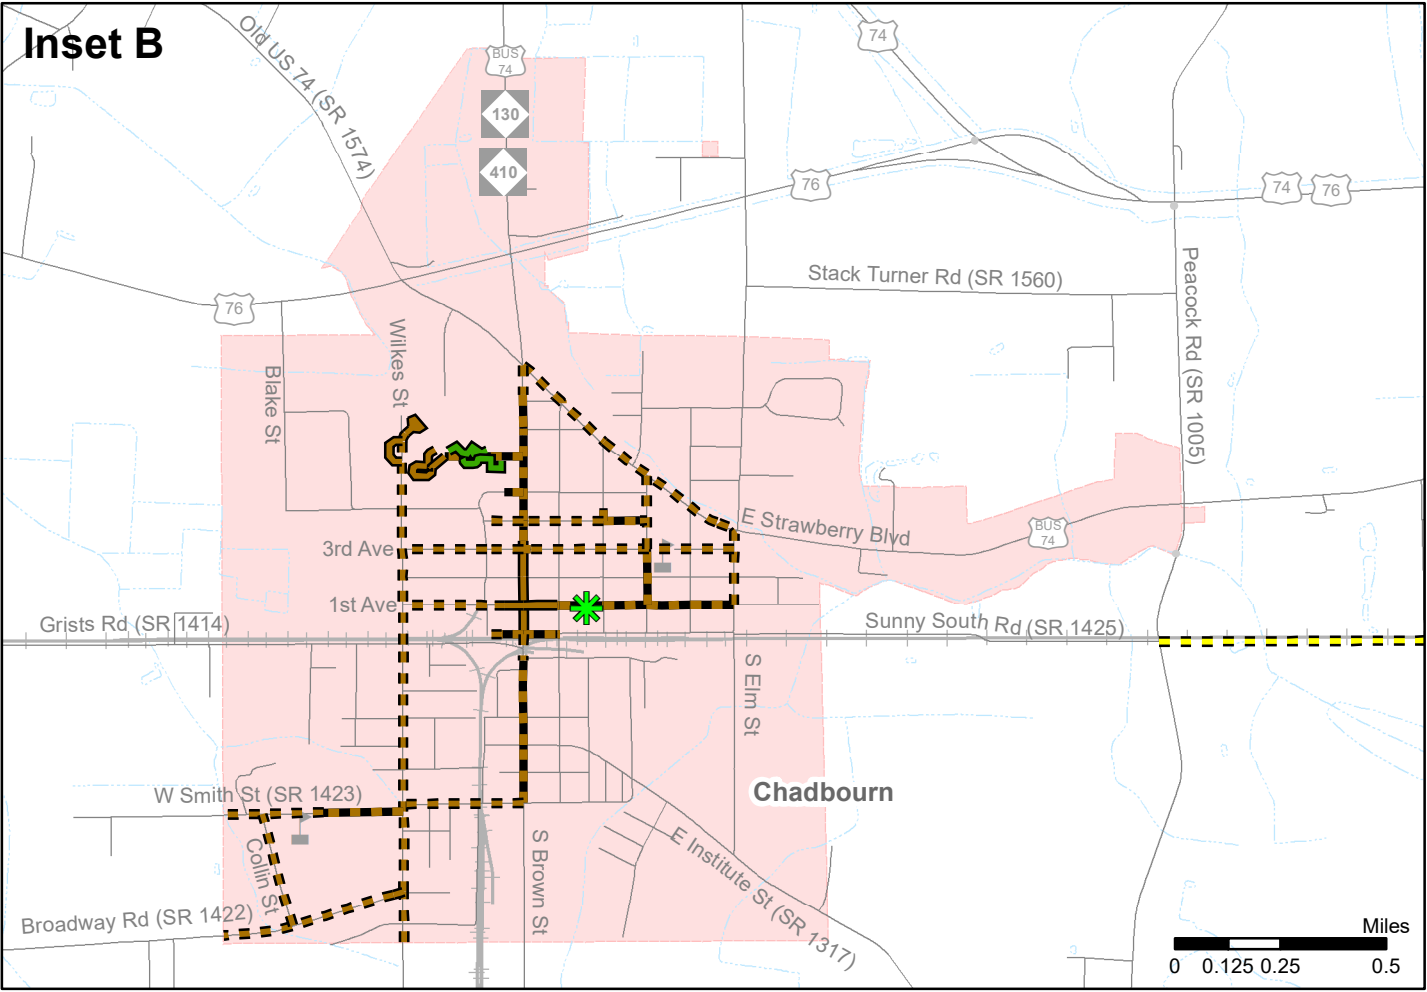 Inset B
Old US 74 (SR 1574)
BUS
74
74
130
410
76
76
74
76
Stack Turner Rd (SR 1560)
Peacock Rd (SR 1005)
Wilkes St
Blake St
E Strawberry Blvd
BUS
74
3rd Ave
1st Ave
Grists Rd (SR 1414)
Sunny South Rd (SR 1425)
S Elm St
Chadbourn
W Smith St (SR 1423)
Collin St
S Brown St
E Institute St (SR 1317)
Broadway Rd (SR 1422)
Miles
0 0.125 0.25 0.5